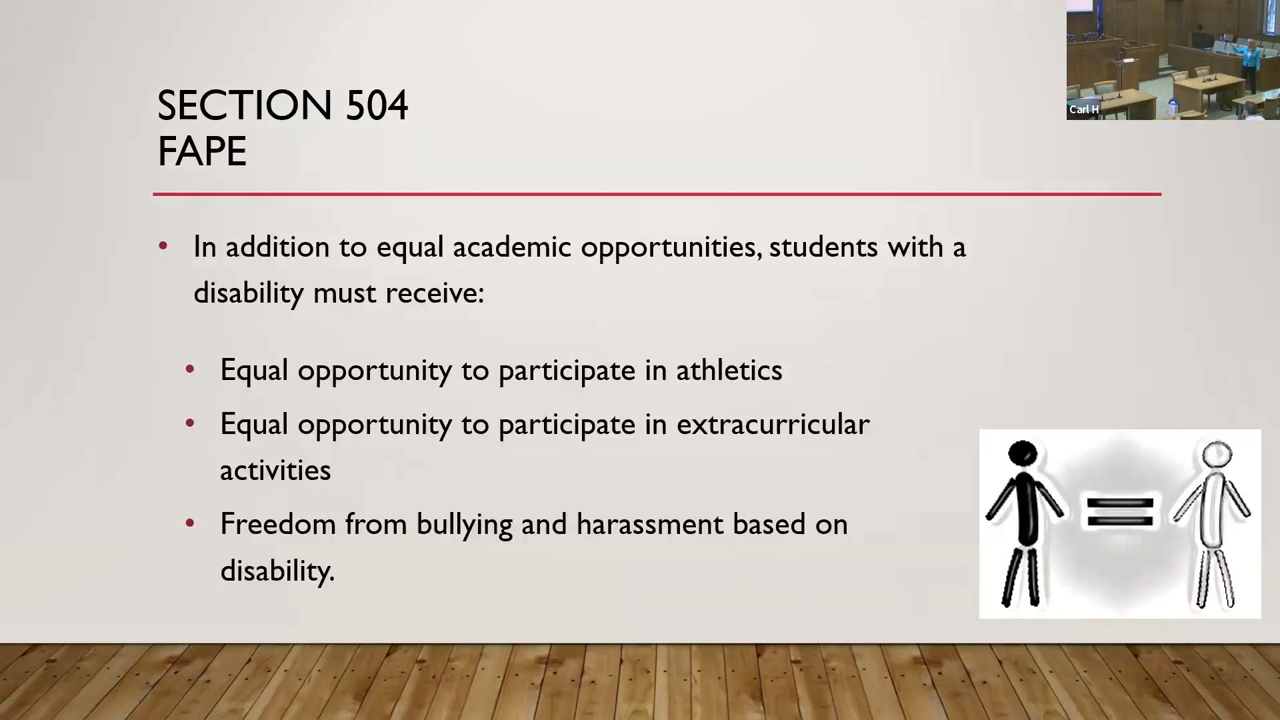 Carl H
SECTION 504
FAPE
• In addition to equal academic opportunities, students with a
disability must receive:
• Equal opportunity to participate in athletics
• Equal opportunity to participate in extracurricular
activities
• Freedom from bullying and harassment based on
disability.